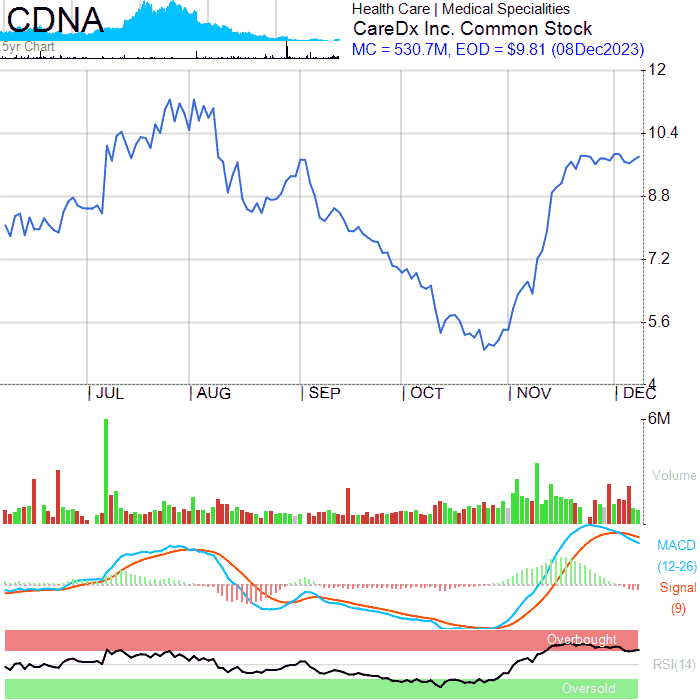 CDNA
5yr Chart
Health Care | Medical Specialities
CareDx Inc. Common Stock
MC = 530.7M, EOD = $9.81 (08Dec2023)
12
10.4
8.8
7.2
5.6
4
JUL AUG SEP OCT NOV DEC
6M
Volume
MACD
(12-26)
Signal
(9)
Overbought
RSI(14)
Oversold